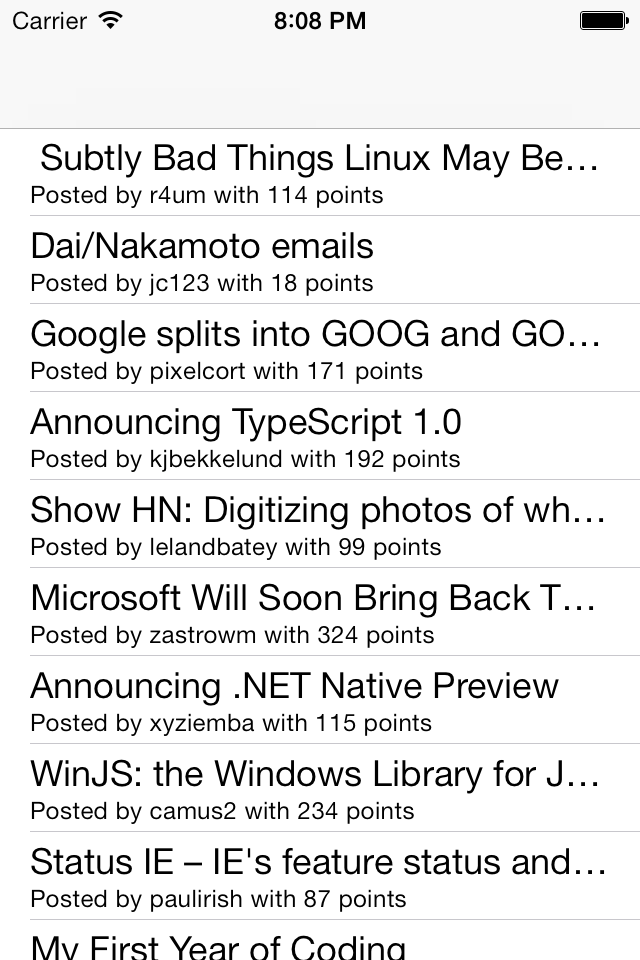 Carrier 8:08 PM
Subtly Bad Things Linux May Be…
Posted by r4um with 114 points
Dai/Nakamoto emails
Posted by jc123 with 18 points
Google splits into GOOG and GO…
Posted by pixelcort with 171 points
Announcing TypeScript 1.0
Posted by kjbekkelund with 192 points
Show HN: Digitizing photos of wh…
Posted by lelandbatey with 99 points
Microsoft Will Soon Bring Back T…
Posted by zastrowm with 324 points
Announcing .NET Native Preview
Posted by xyziemba with 115 points
WinJS: the Windows Library for J…
Posted by camus2 with 234 points
Status IE – IE's feature status and…
Posted by paulirish with 87 points
My First Year of Coding